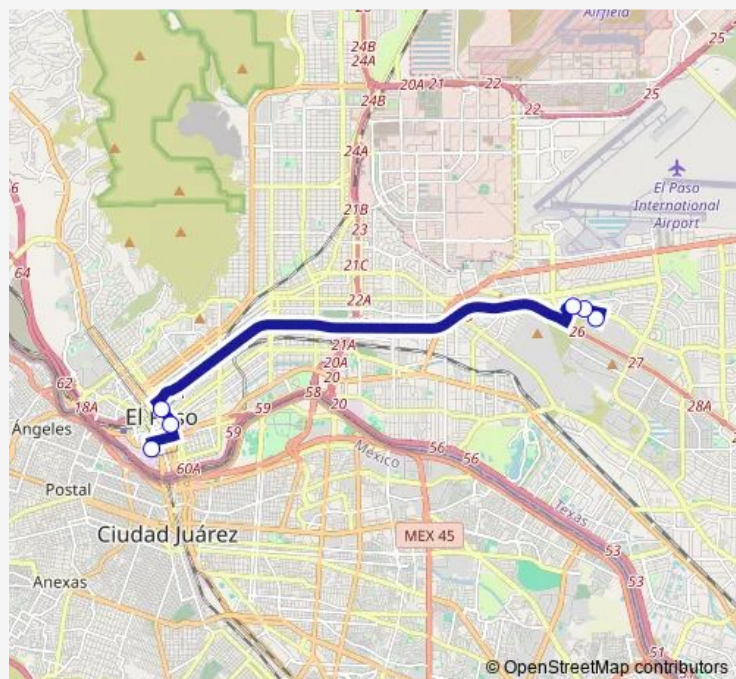 Airfield
25
24B
24A
20A 21
22
25
24B
22
24A
El Paso
International
Airport
64
21B
23
21C
22A
26
21A
27
20A
62
20
18A
El Paso
58
59
20
28A
Ángeles
59
México
56
56
60A
Postal
Texas
Ciudad Juárez
MEX 45
53
Anexas
53
51
© OpenStreetMap contributors